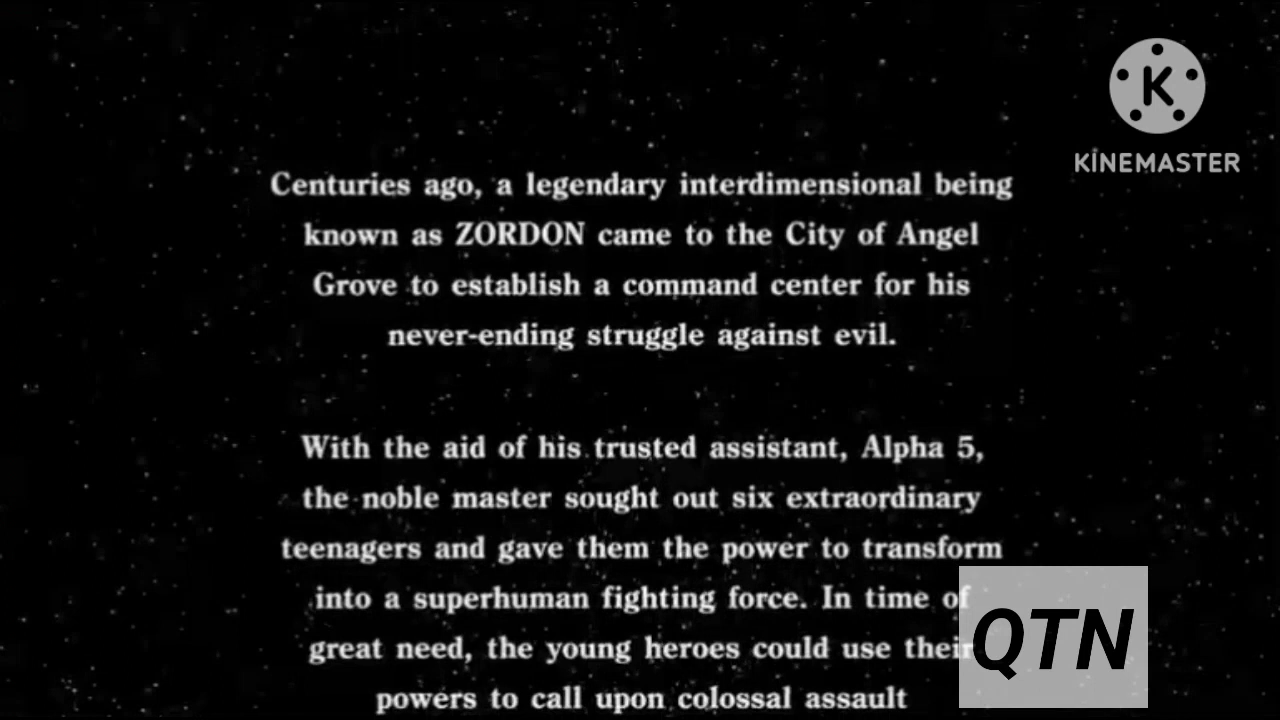 K
KINEMASTER
Centuries ago, a legendary interdimensional being
known as ZORDON came to the City of Angel
Grove to establish a command center for his
never-ending struggle against evil.
With the aid of his trusted assistant, Alpha 5,
the noble master sought out six extraordinary
teenagers and gave them the power to transform
into a superhuman fighting force. In time of
great need, the young heroes could use their
powers to call upon colossal assault
QTN